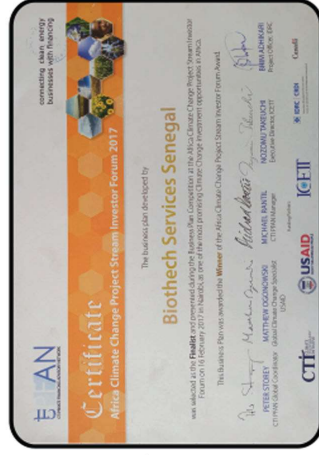 connecting clean energy
businesses with financing
Certificate
Africa Climate Change Project Stream Investor Forum 2017
The business plan developed by
Biothech Services Senegal
was selected as the Finalist and presented during the Business Plan Competition at the Africa Climate Change Project Stream Investor
Forum on 16 February 2017 in Nairobi, as one of the most promising Climate Change investment opportunities in Africa.
This Business Plan was awarded the Winner of the Africa Climate Change Project Stream Investor Forum Award.
PETER STOREY
CTI PFAN Global Coordinator
MATTHEW OGONOWSKI
Global Climate Change Specialist
USAID
MICHAEL RANTIL
CTI PFAN Manager
NOZOMU TAKEUCHI
Executive Director, ICETT
Project Officer, IDRC
CTI
USAID
ICETT
IDRC CRDI
Canada